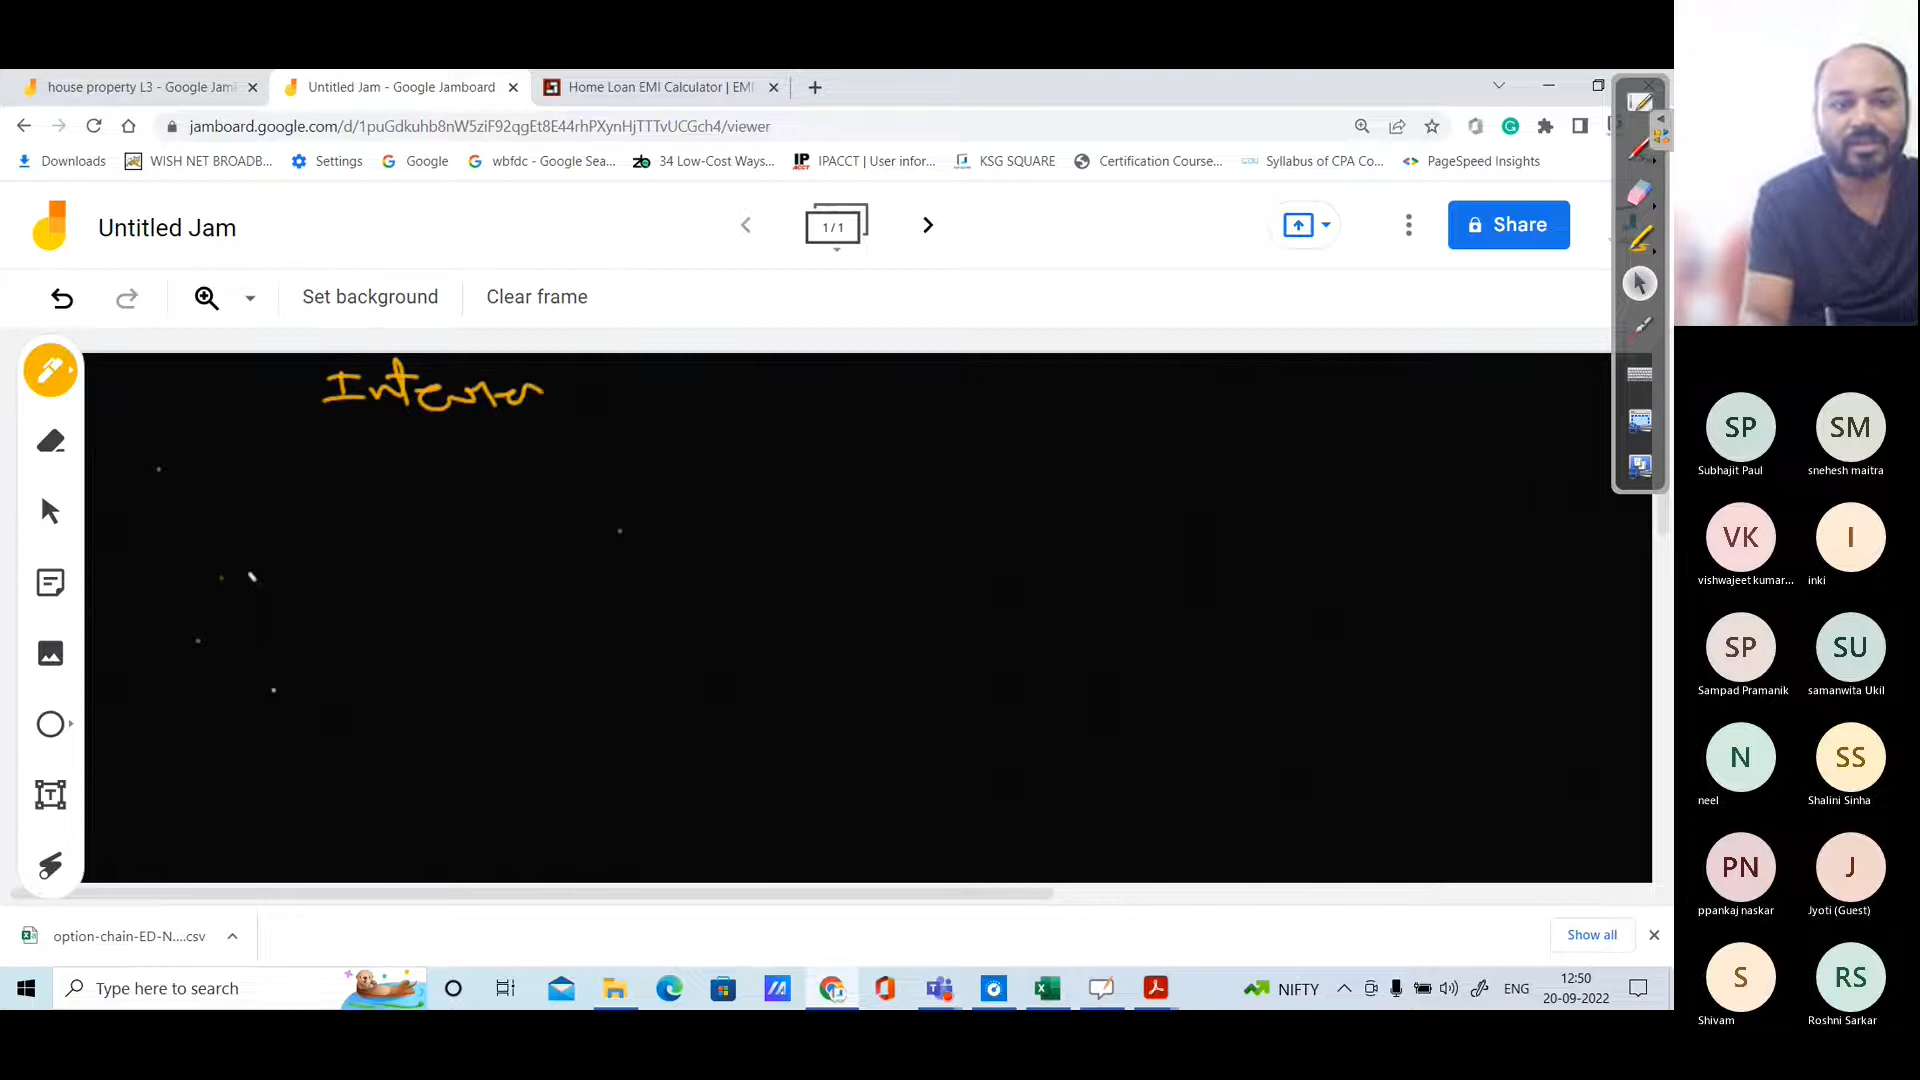 house property L3 - Google Jam
Untitled Jam - Google Jamboard
Home Loan EMI Calculator | EMI
jamboard.google.com/d/1puGdkuhb8nW5ziF92qgEt8E44rhPXynHjTTTvUCGch4/viewer
Downloads
WISH NET BROADB...
Settings
Google
wbfdc - Google Sea...
34 Low-Cost Ways...
IPACCT | User infor...
KSG SQUARE
Certification Course...
Syllabus of CPA Co...
PageSpeed Insights
Untitled Jam
1 / 1
Share
Set background
Clear frame
SP
Subhajit Paul
SM
snehesh maitra
VK
vishwajeet kumar...
I
inki
SP
Sampad Pramanik
SU
samanwita Ukil
N
neel
SS
Shalini Sinha
PN
ppankaj naskar
J
Jyoti (Guest)
S
Shivam
RS
Roshni Sarkar
option-chain-ED-N....csv
Show all
Type here to search
NIFTY
ENG
12:50
20-09-2022